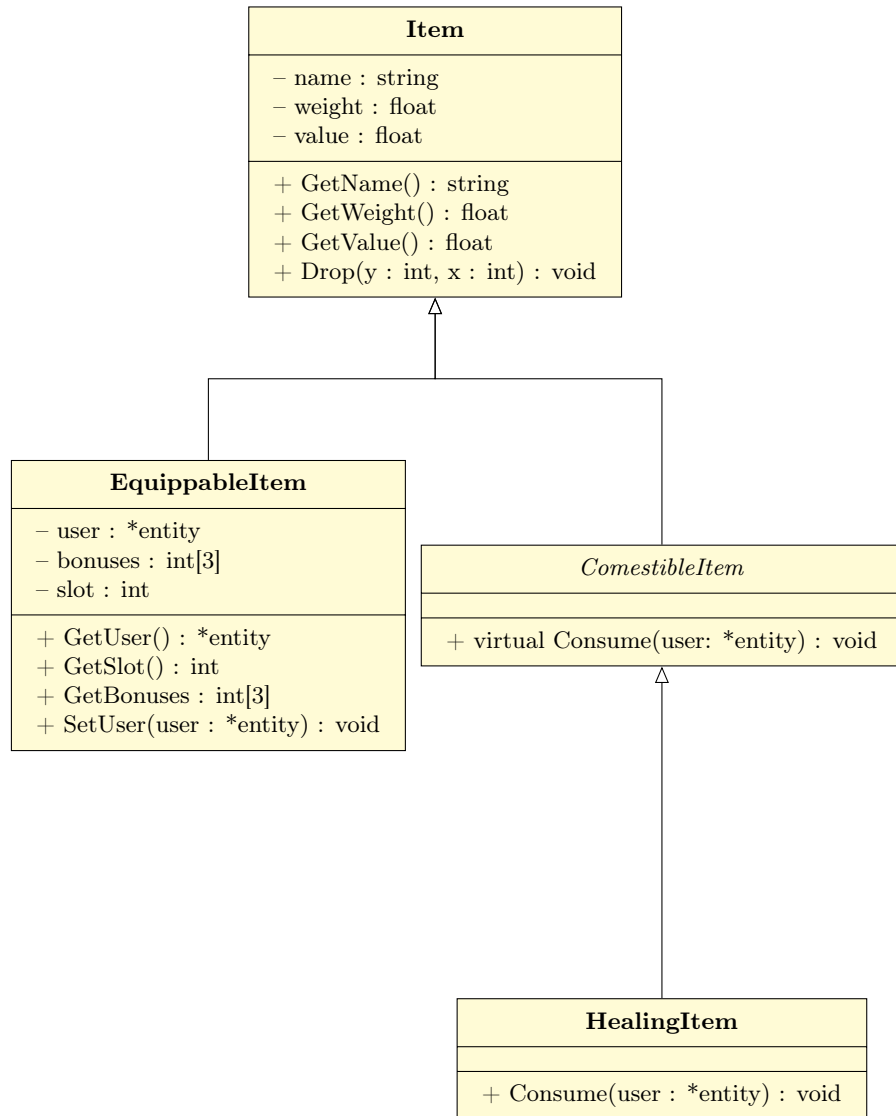 Item
– name : string
– weight : float
– value : float
+ GetName() : string
+ GetWeight() : float
+ GetValue() : float
+ Drop(y : int, x : int) : void
EquippableItem
– user : *entity
– bonuses : int[3]
– slot : int
+ GetUser() : *entity
+ GetSlot() : int
+ GetBonuses : int[3]
+ SetUser(user : *entity) : void
ComestibleItem
+ virtual Consume(user: *entity) : void
HealingItem
+ Consume(user : *entity) : void